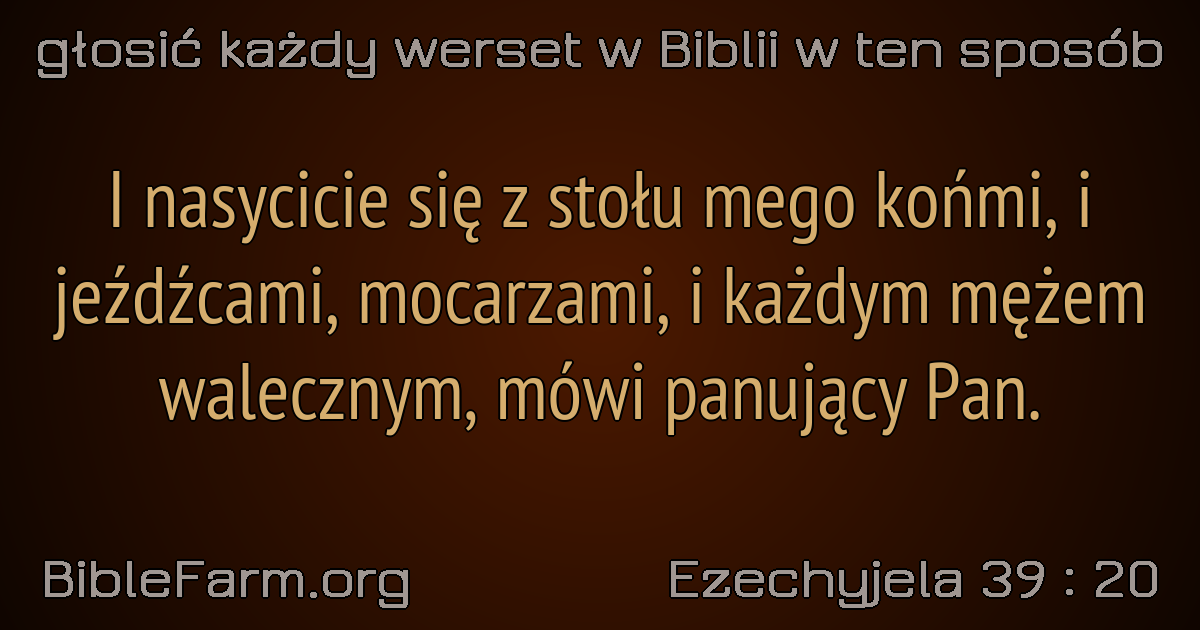 głosić każdy werset w Biblii w ten sposób
I nasycicie się z stołu mego końmi, i
jeźdźcami, mocarzami, i każdym mężem
walecznym, mówi panujący Pan.
BibleFarm.org
Ezechyjela 39 : 20